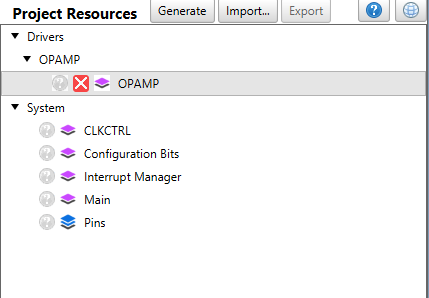 Project Resources Generate Import... Export ?
Drivers
OPAMP
? OPAMP
System
? CLKCTRL
? Configuration Bits
? Interrupt Manager
? Main
? Pins